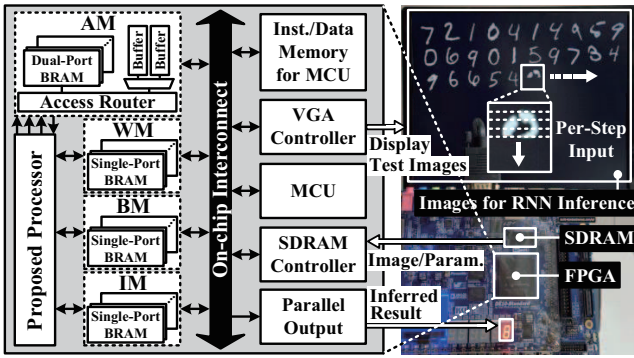 AM
Dual-Port
BRAM
Buffer
Buffer
Access Router
Proposed Processor
WM
Single-Port
BRAM
BM
Single-Port
BRAM
IM
Single-Port
BRAM
On-chip Interconnect
Inst./Data
Memory
for MCU
VGA
Controller
MCU
SDRAM
Controller
Parallel
Output
Display
Test Images
Image/Param.
Inferred
Result
7 2 1 0 4 1 4 9 5 9
0 6 9 0 1 5 9 7 3 4
9 6 6 5 4
Per-Step
Input
Images for RNN Inference
SDRAM
FPGA